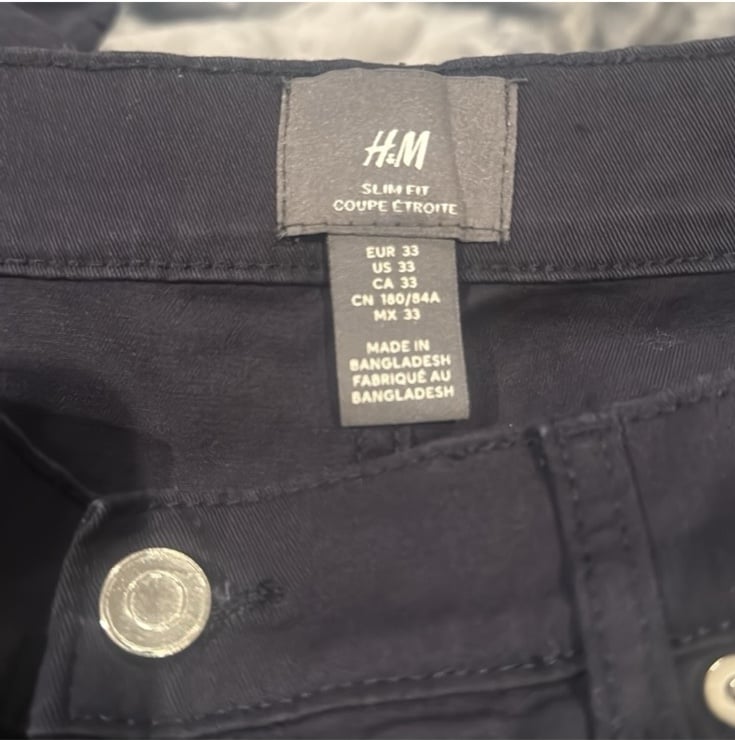 H&M
SLIM FIT
COUPE ÉTROITE
EUR 33
US 33
CA 33
CN 180/84A
MX 33
MADE IN
BANGLADESH
FABRIQUÉ AU
BANGLADESH